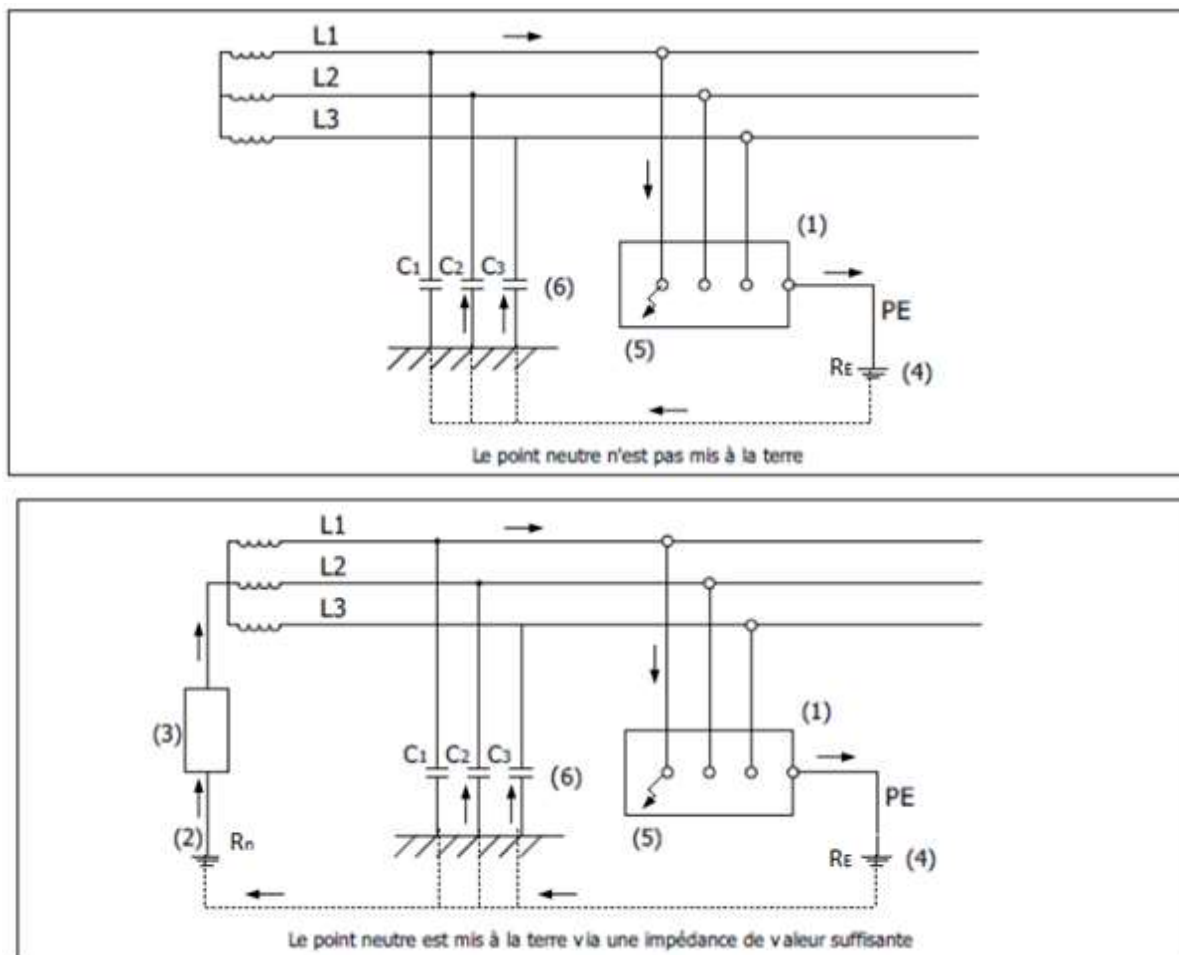 L1
L2
L3
(1)
C1 C2 C3 (6)
PE
(5)
RE (4)
Le point neutre n'est pas mis à la terre
L1
L2
L3
(1)
(3)
C1 C2 C3 (6)
PE
(2) Rn
(5)
RE (4)
Le point neutre est mis à la terre via une impédance de valeur suffisante